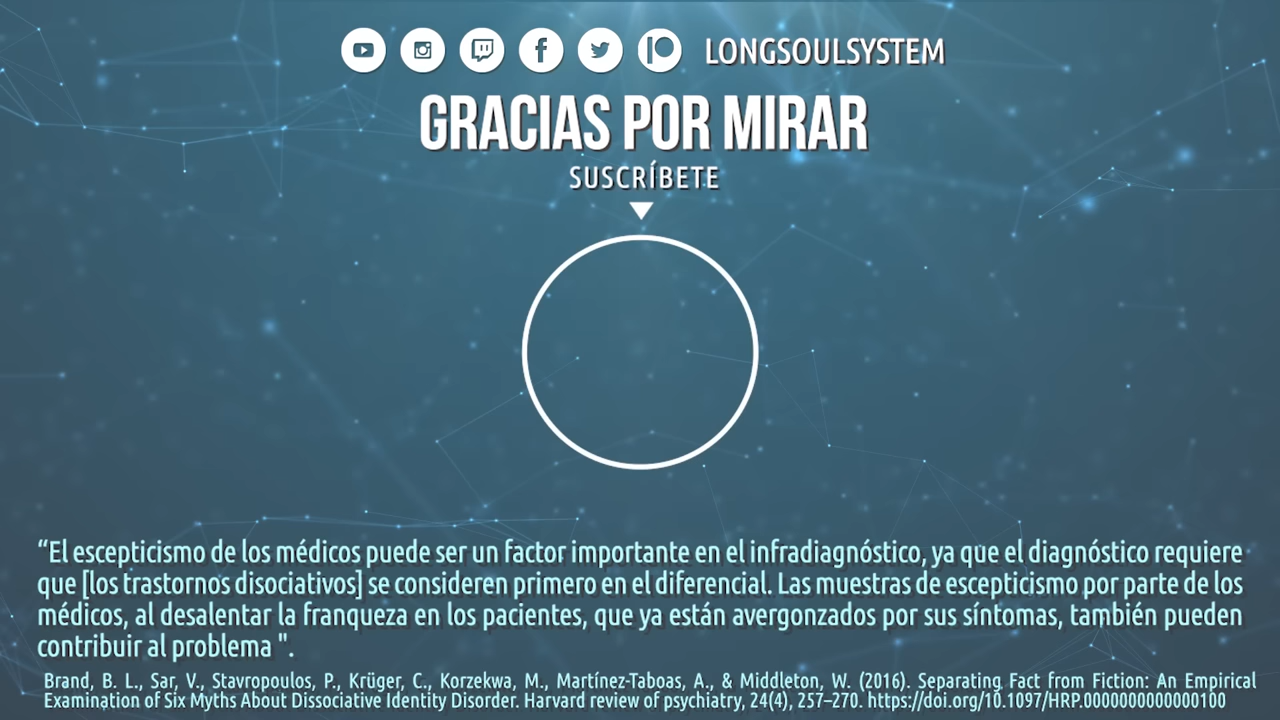 LONGSOULSYSTEM
GRACIAS POR MIRAR
SUSCRÍBETE
“El escepticismo de los médicos puede ser un factor importante en el infradiagnóstico, ya que el diagnóstico requiere
que [los trastornos disociativos] se consideren primero en el diferencial. Las muestras de escepticismo por parte de los
médicos, al desalentar la franqueza en los pacientes, que ya están avergonzados por sus síntomas, también pueden
contribuir al problema ".
Brand, B. L., Sar, V., Stavropoulos, P., Krüger, C., Korzekwa, M., Martínez-Taboas, A., & Middleton, W. (2016). Separating Fact from Fiction: An Empirical
Examination of Six Myths About Dissociative Identity Disorder. Harvard review of psychiatry, 24(4), 257–270. https://doi.org/10.1097/HRP.0000000000000100